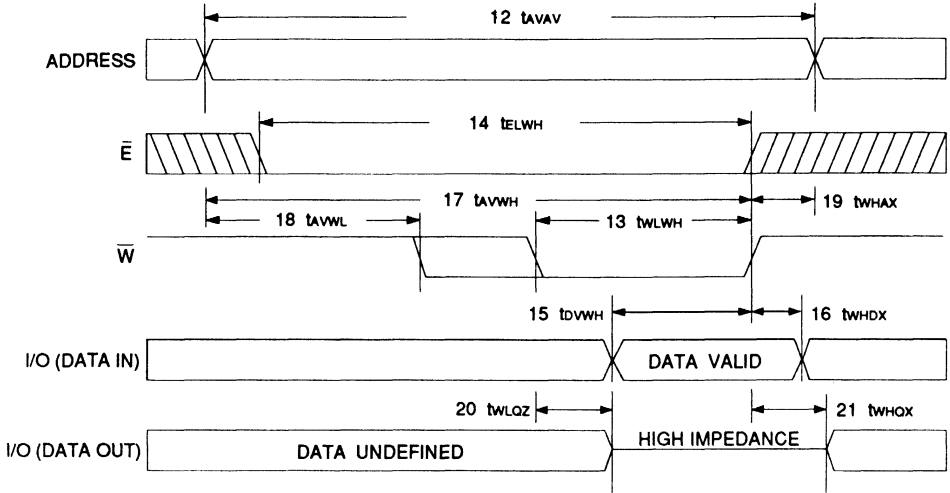 12 tAVAV
ADDRESS
14 tELWH
E̅
17 tAVWH
19 tWHAX
18 tAVWL
13 tWLWH
W̅
15 tDVWH
16 tWHDX
I/O (DATA IN)
DATA VALID
20 tWLQZ
21 tWHQX
I/O (DATA OUT)
DATA UNDEFINED
HIGH IMPEDANCE